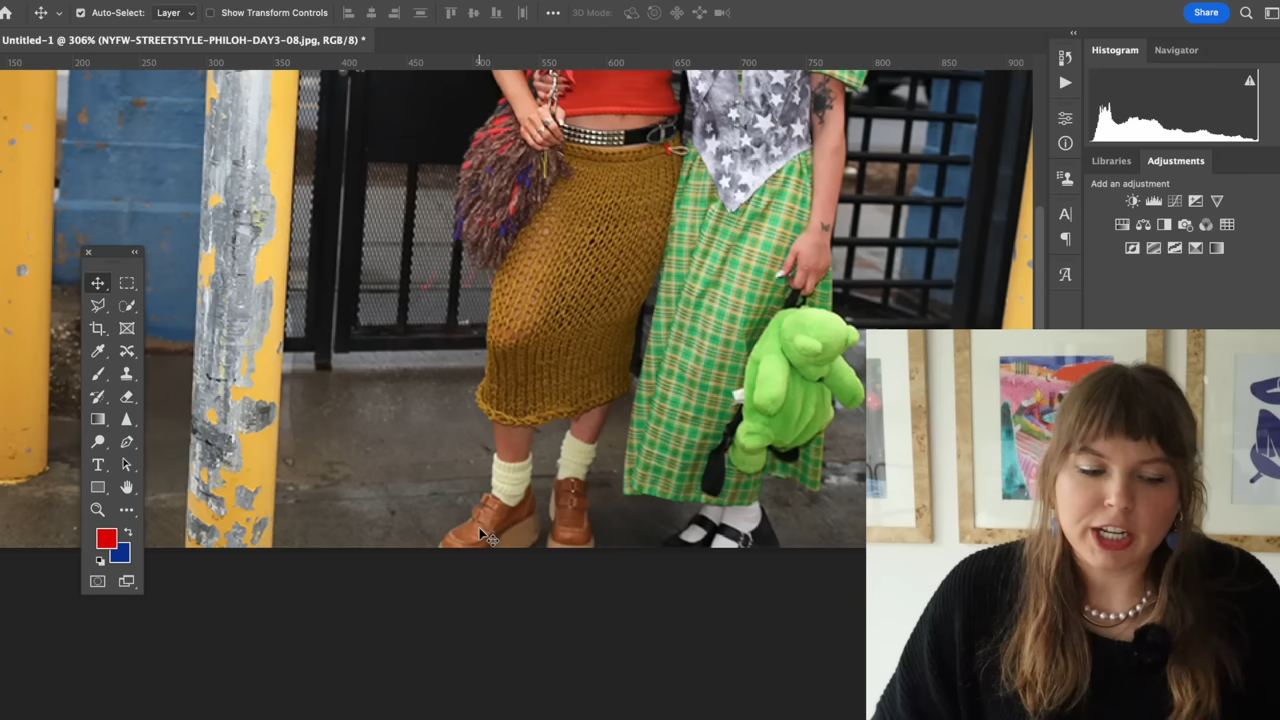 Auto-Select: Layer Show Transform Controls ••• 3D Mode: Share
Untitled-1 @ 306% (NYFW-STREETSTYLE-PHILOH-DAY3-08.jpg, RGB/8) *
150 200 250 300 350 400 450 500 550 600 650 700 750 800 850 900
Histogram Navigator
Libraries Adjustments
Add an adjustment